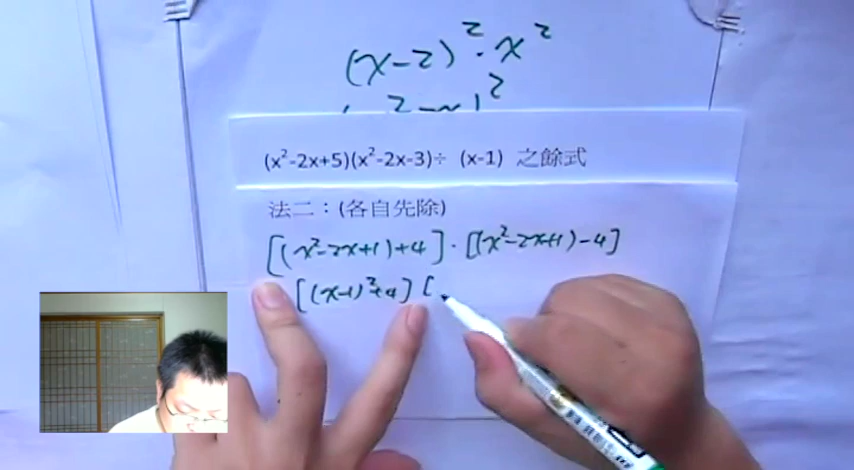 (x-2)²·x²
(x²-2x+5)(x²-2x-3)÷ (x-1) 之餘式
法二：(各自先除)
[(x²-2x+1)+4]·[(x²-2x+1)-4]
[(x-1)²+4][